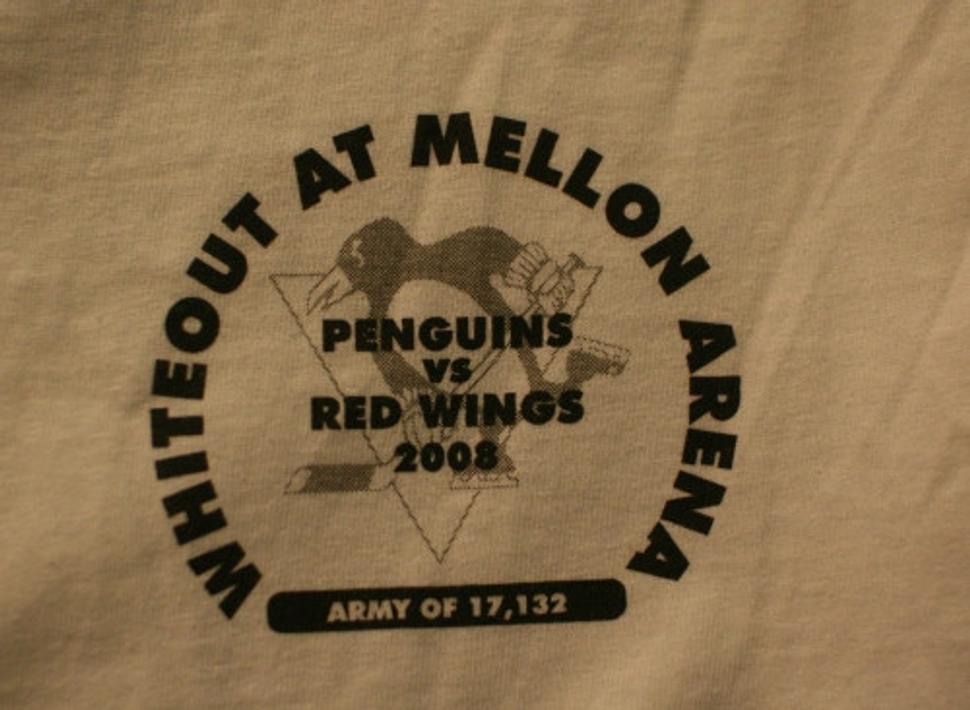 WHITEOUT AT MELLON ARENA
PENGUINS
VS
RED WINGS
2008
ARMY OF 17,132